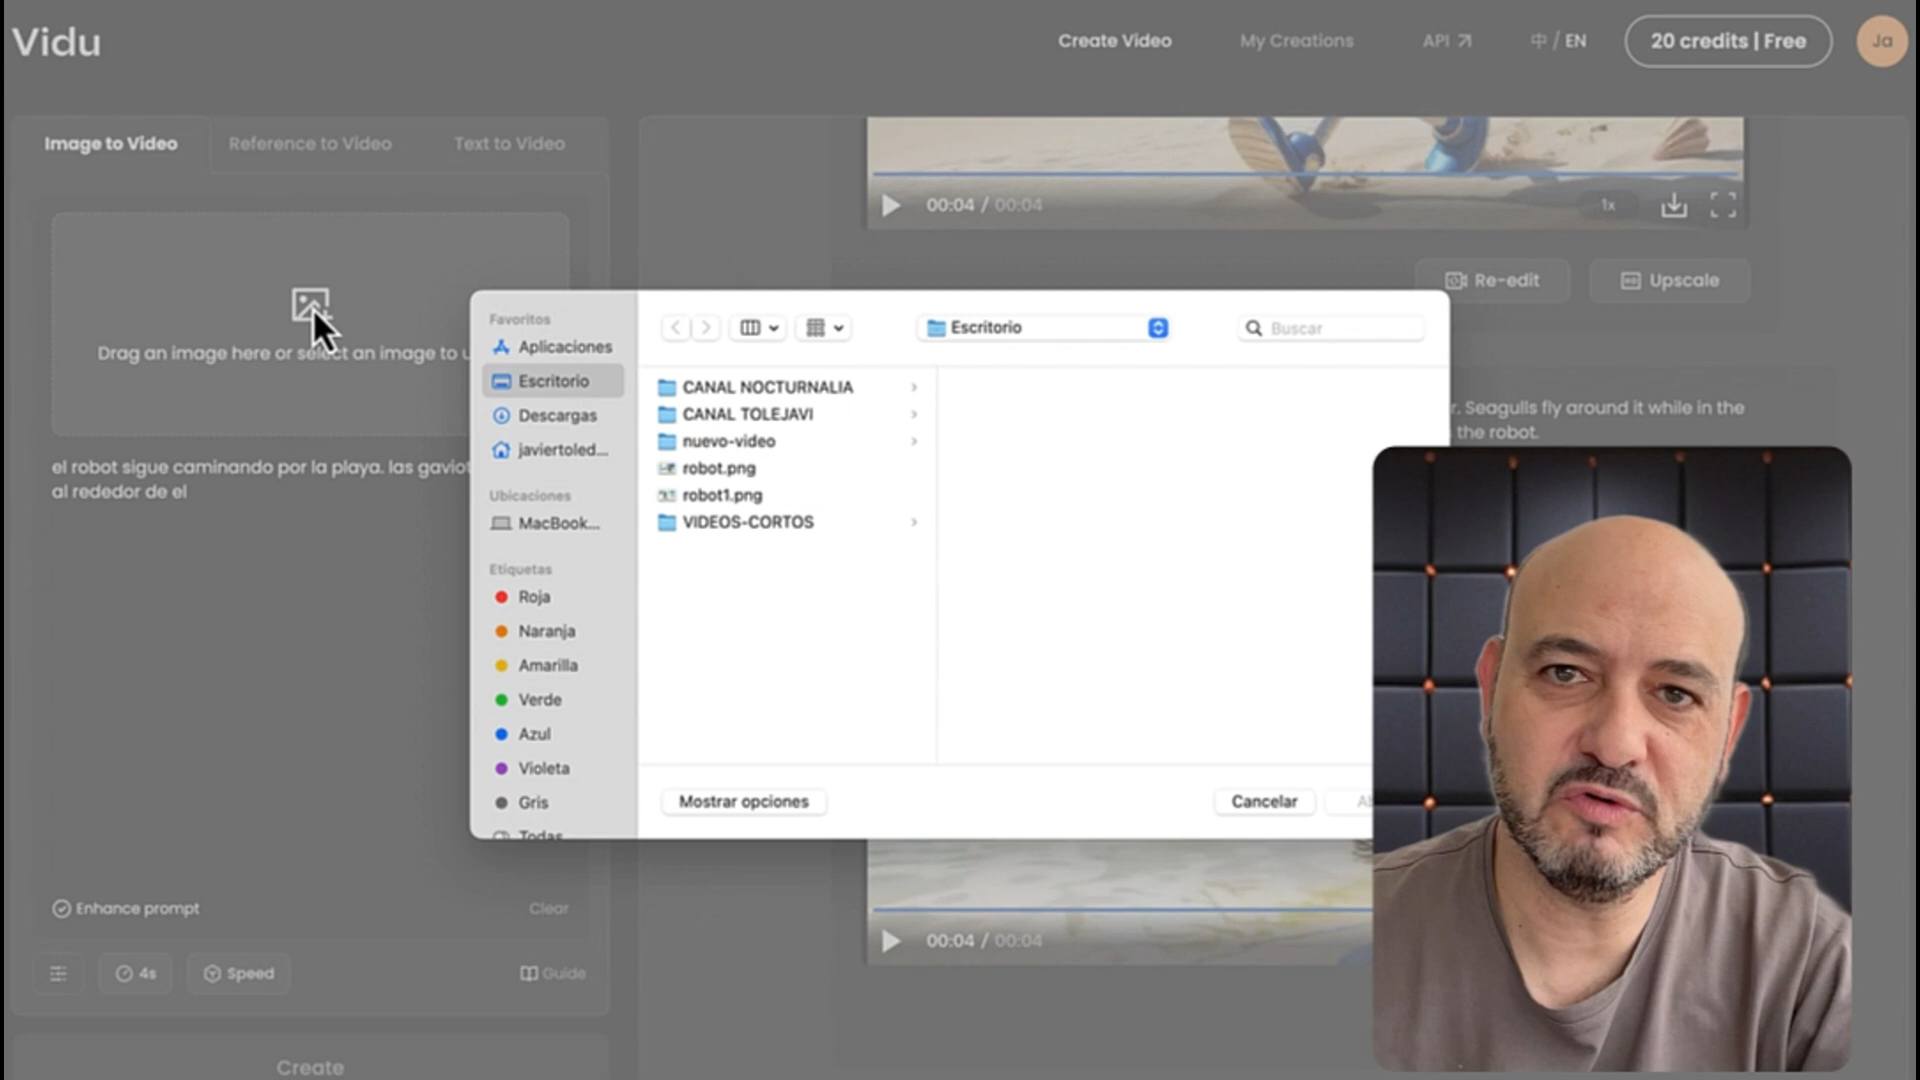 Vidu
Create Video
My Creations
API
中 / EN
20 credits | Free
Ja
Image to Video
Reference to Video
Text to Video
00:04 / 00:04
1x
Re-edit
Upscale
Drag an image here or select an image to u
el robot sigue caminando por la playa. las gaviot
al rededor de el
Favoritos
Aplicaciones
Escritorio
Descargas
javiertoled...
Ubicaciones
MacBook...
Etiquetas
Roja
Naranja
Amarilla
Verde
Azul
Violeta
Gris
Todas
Escritorio
Buscar
CANAL NOCTURNALIA
CANAL TOLEJAVI
nuevo-video
robot.png
robot1.png
VIDEOS-CORTOS
Mostrar opciones
Cancelar
r. Seagulls fly around it while in the
the robot.
00:04 / 00:04
Enhance prompt
Clear
4s
Speed
Guide
Create